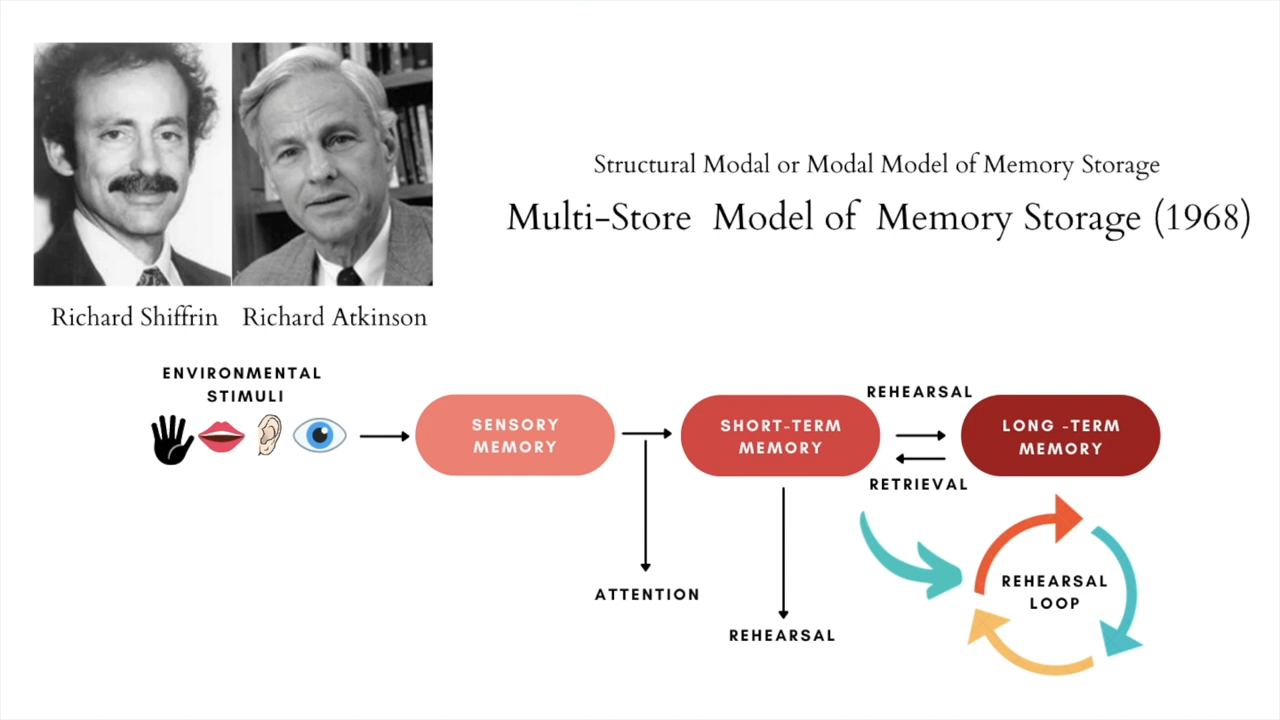 Structural Modal or Modal Model of Memory Storage
Multi-Store Model of Memory Storage (1968)
Richard Shiffrin
Richard Atkinson
ENVIRONMENTAL
STIMULI
SENSORY
MEMORY
SHORT-TERM
MEMORY
REHEARSAL
RETRIEVAL
LONG -TERM
MEMORY
ATTENTION
REHEARSAL
REHEARSAL
LOOP